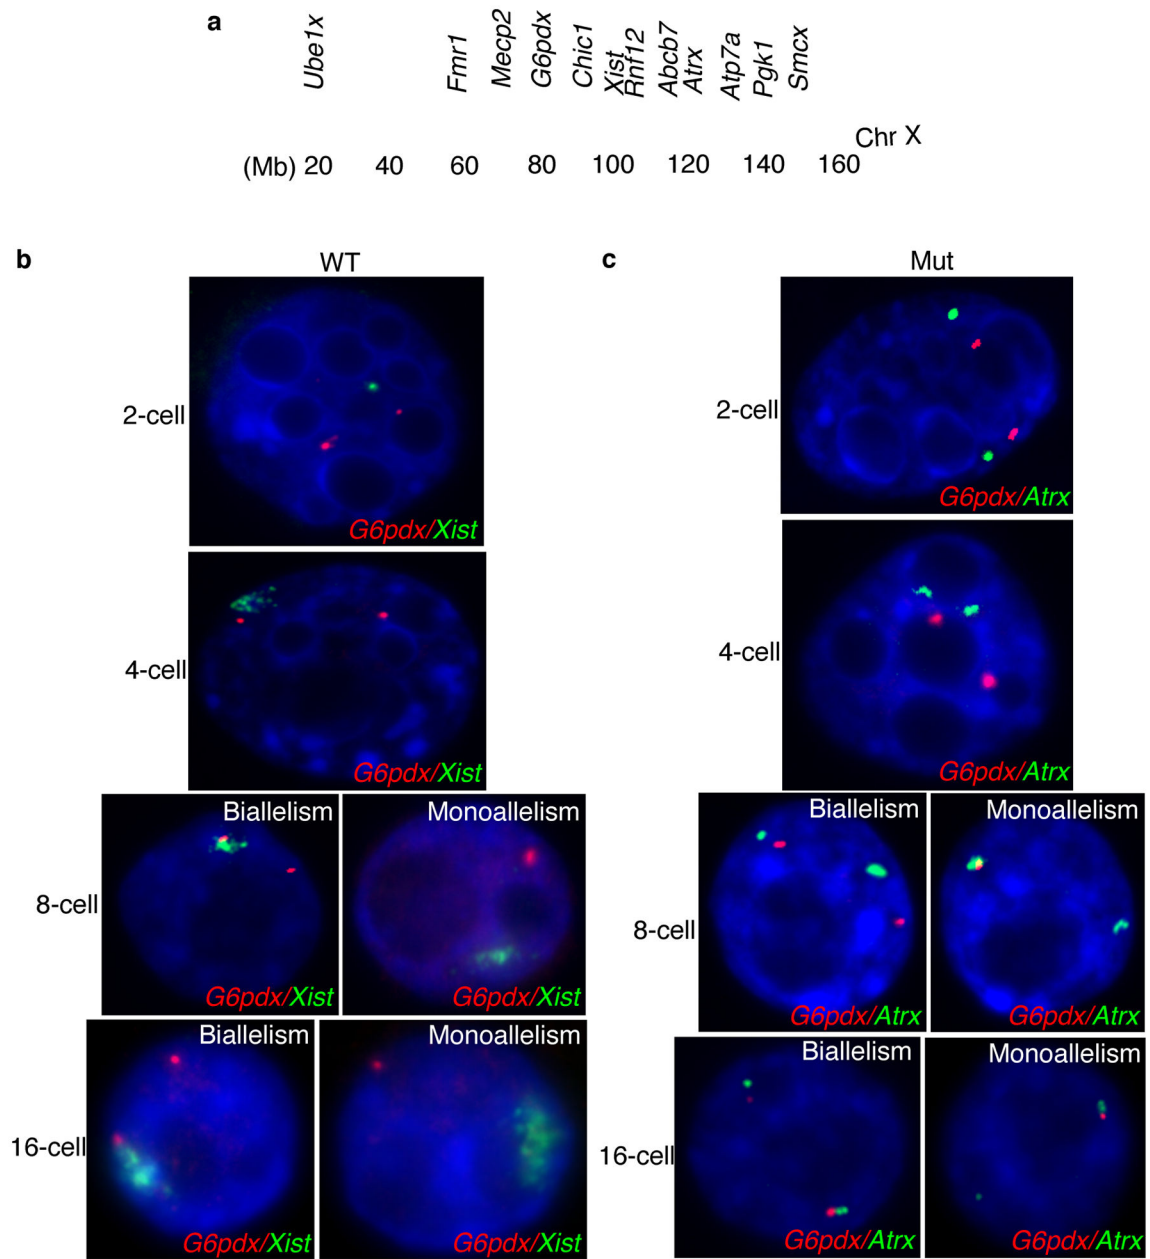 a
Ube1x Fmr1 Mecp2 G6pdx Chic1 Xist Rnf12 Abcb7 Atrx Atp7a Pgk1 Smcx
Chr X
(Mb) 20 40 60 80 100 120 140 160
b
WT
2-cell
G6pdx/Xist
4-cell
G6pdx/Xist
Biallelism
Monoallelism
8-cell
G6pdx/Xist
G6pdx/Xist
Biallelism
Monoallelism
16-cell
G6pdx/Xist
G6pdx/Xist
c
Mut
2-cell
G6pdx/Atrx
4-cell
G6pdx/Atrx
Biallelism
Monoallelism
8-cell
G6pdx/Atrx
G6pdx/Atrx
Biallelism
Monoallelism
16-cell
G6pdx/Atrx
G6pdx/Atrx